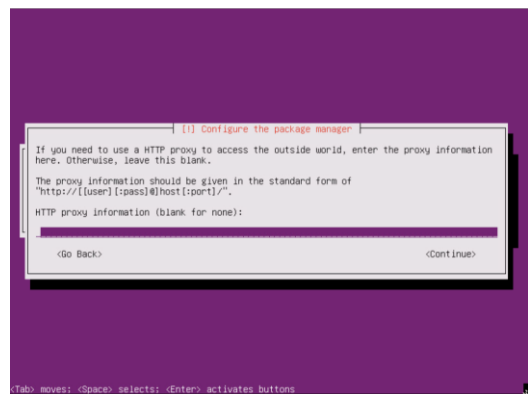 [!] Configure the package manager
If you need to use a HTTP proxy to access the outside world, enter the proxy information
here. Otherwise, leave this blank.
The proxy information should be given in the standard form of
"http://[[user][:pass]@]host[:port]/".
HTTP proxy information (blank for none):
<Go Back> <Continue>
<Tab> moves; <Space> selects; <Enter> activates buttons